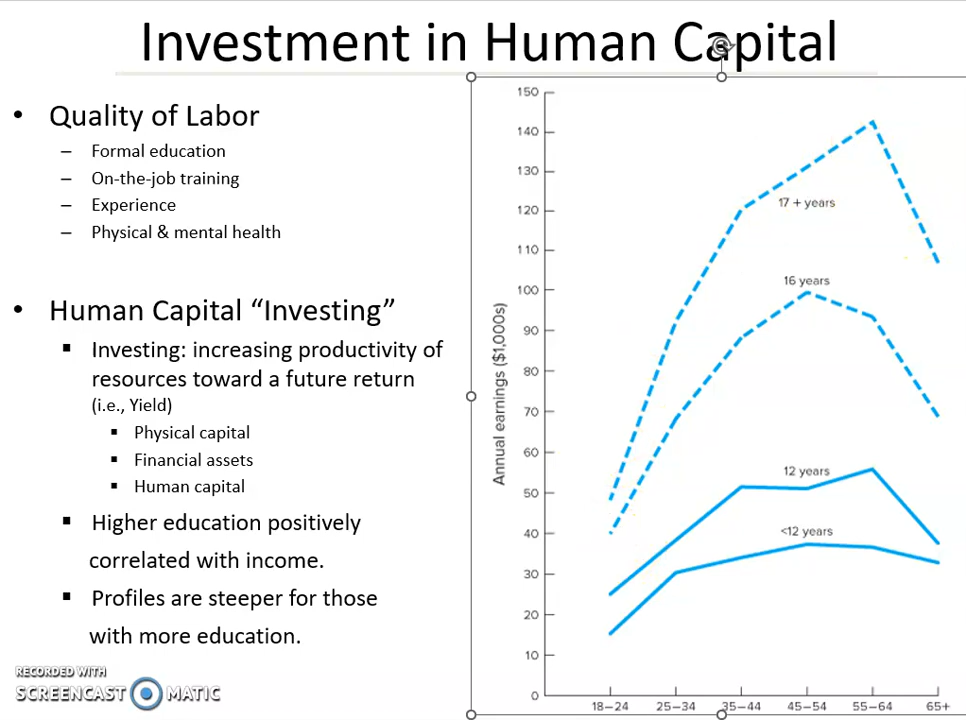 Investment in Human Capital
• Quality of Labor
– Formal education
– On-the-job training
– Experience
– Physical & mental health
• Human Capital “Investing”
▪ Investing: increasing productivity of
resources toward a future return
(i.e., Yield)
▪ Physical capital
▪ Financial assets
▪ Human capital
▪ Higher education positively
correlated with income.
▪ Profiles are steeper for those
with more education.
RECORDED WITH
SCREENCAST MATIC
Annual earnings ($1,000s)
150
140
130
120
110
100
90
80
70
60
50
40
30
20
10
0
17 + years
16 years
12 years
<12 years
18–24 25–34 35–44 45–54 55–64 65+